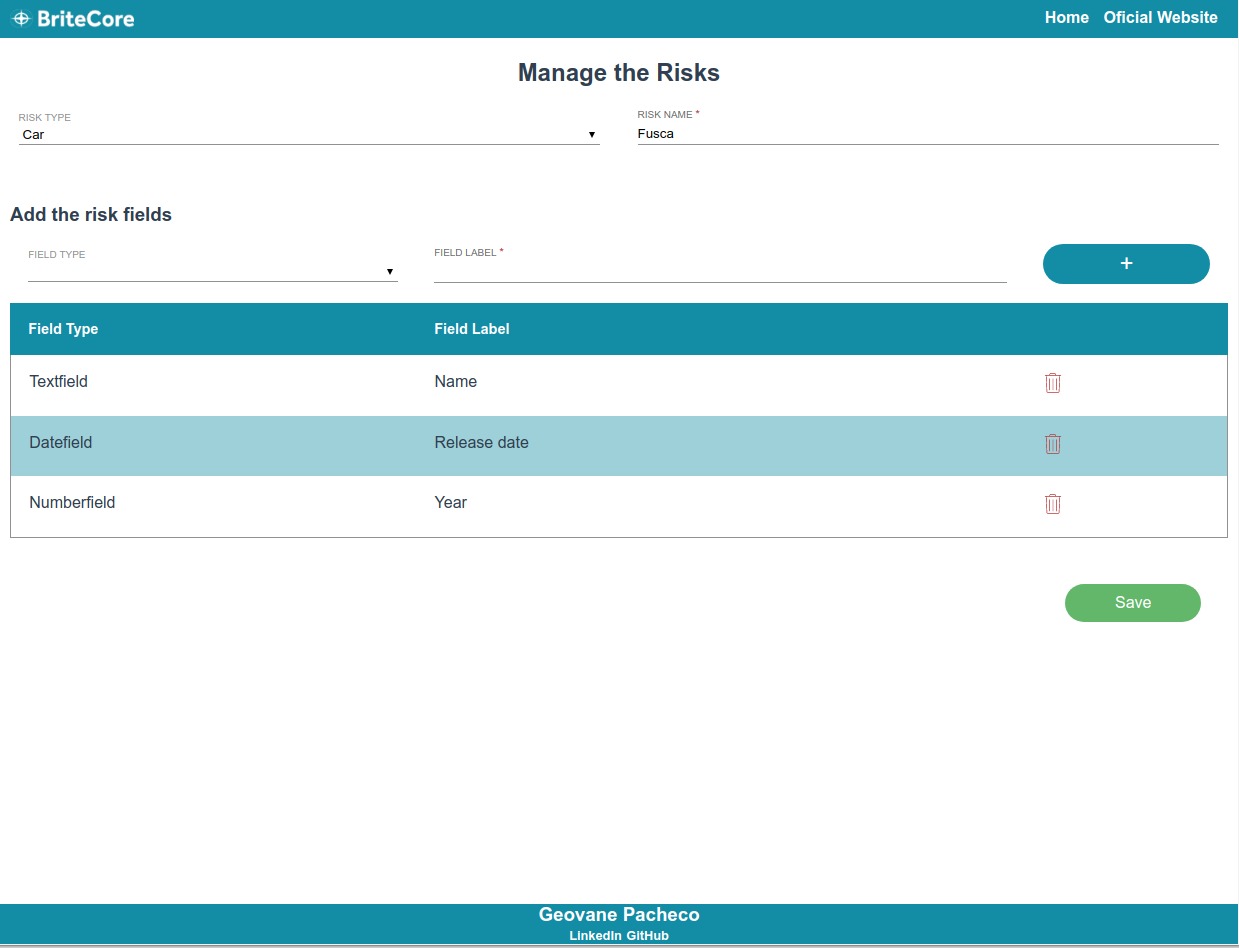 BriteCore Home Oficial Website
Manage the Risks
RISK TYPE RISK NAME *
Car Fusca
Add the risk fields
FIELD TYPE FIELD LABEL *
+
Field Type Field Label
Textfield Name
Datefield Release date
Numberfield Year
Save
Geovane Pacheco
LinkedIn GitHub